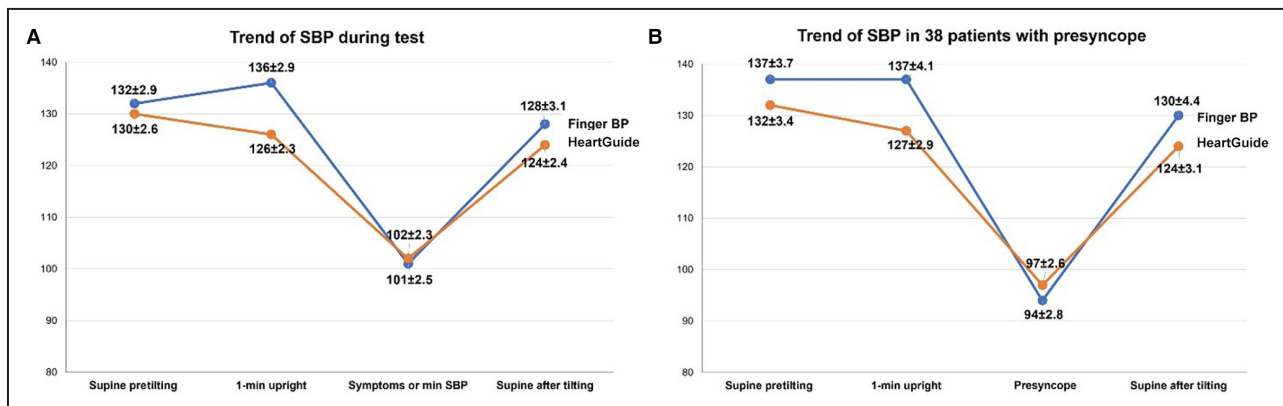 A
Trend of SBP during test
140
130
120
110
100
90
80
132±2.9
136±2.9
130±2.6
126±2.3
102±2.3
101±2.5
128±3.1
Finger BP
HeartGuide
124±2.4
Supine pretilting
1-min upright
Symptoms or min SBP
Supine after tilting
B
Trend of SBP in 38 patients with presyncope
140
130
120
110
100
90
80
137±3.7
137±4.1
132±3.4
127±2.9
97±2.6
94±2.8
130±4.4
Finger BP
HeartGuide
124±3.1
Supine pretilting
1-min upright
Presyncope
Supine after tilting